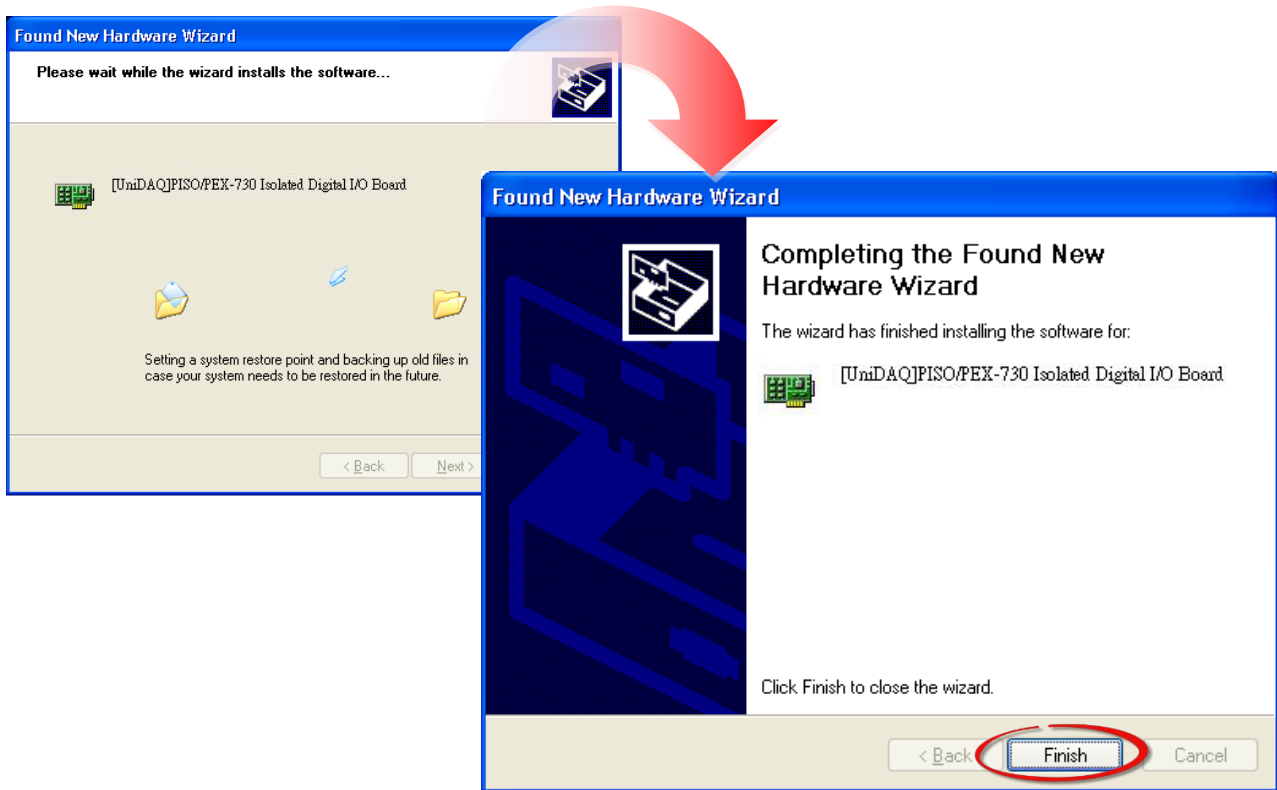 Found New Hardware Wizard
Please wait while the wizard installs the software...
[UniDAQ]PISO/PEX-730 Isolated Digital I/O Board
Setting a system restore point and backing up old files in
case your system needs to be restored in the future.
< Back
Next >
Found New Hardware Wizard
Completing the Found New
Hardware Wizard
The wizard has finished installing the software for:
[UniDAQ]PISO/PEX-730 Isolated Digital I/O Board
Click Finish to close the wizard.
< Back
Finish
Cancel